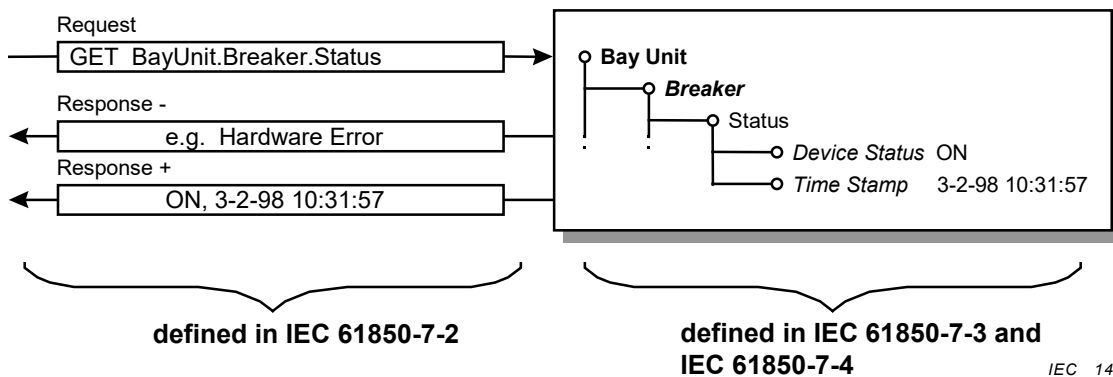 Request
GET BayUnit.Breaker.Status
Response -
e.g. Hardware Error
Response +
ON, 3-2-98 10:31:57
Bay Unit
Breaker
Status
Device Status ON
Time Stamp 3-2-98 10:31:57
defined in IEC 61850-7-2
defined in IEC 61850-7-3 and
IEC 61850-7-4
IEC 14